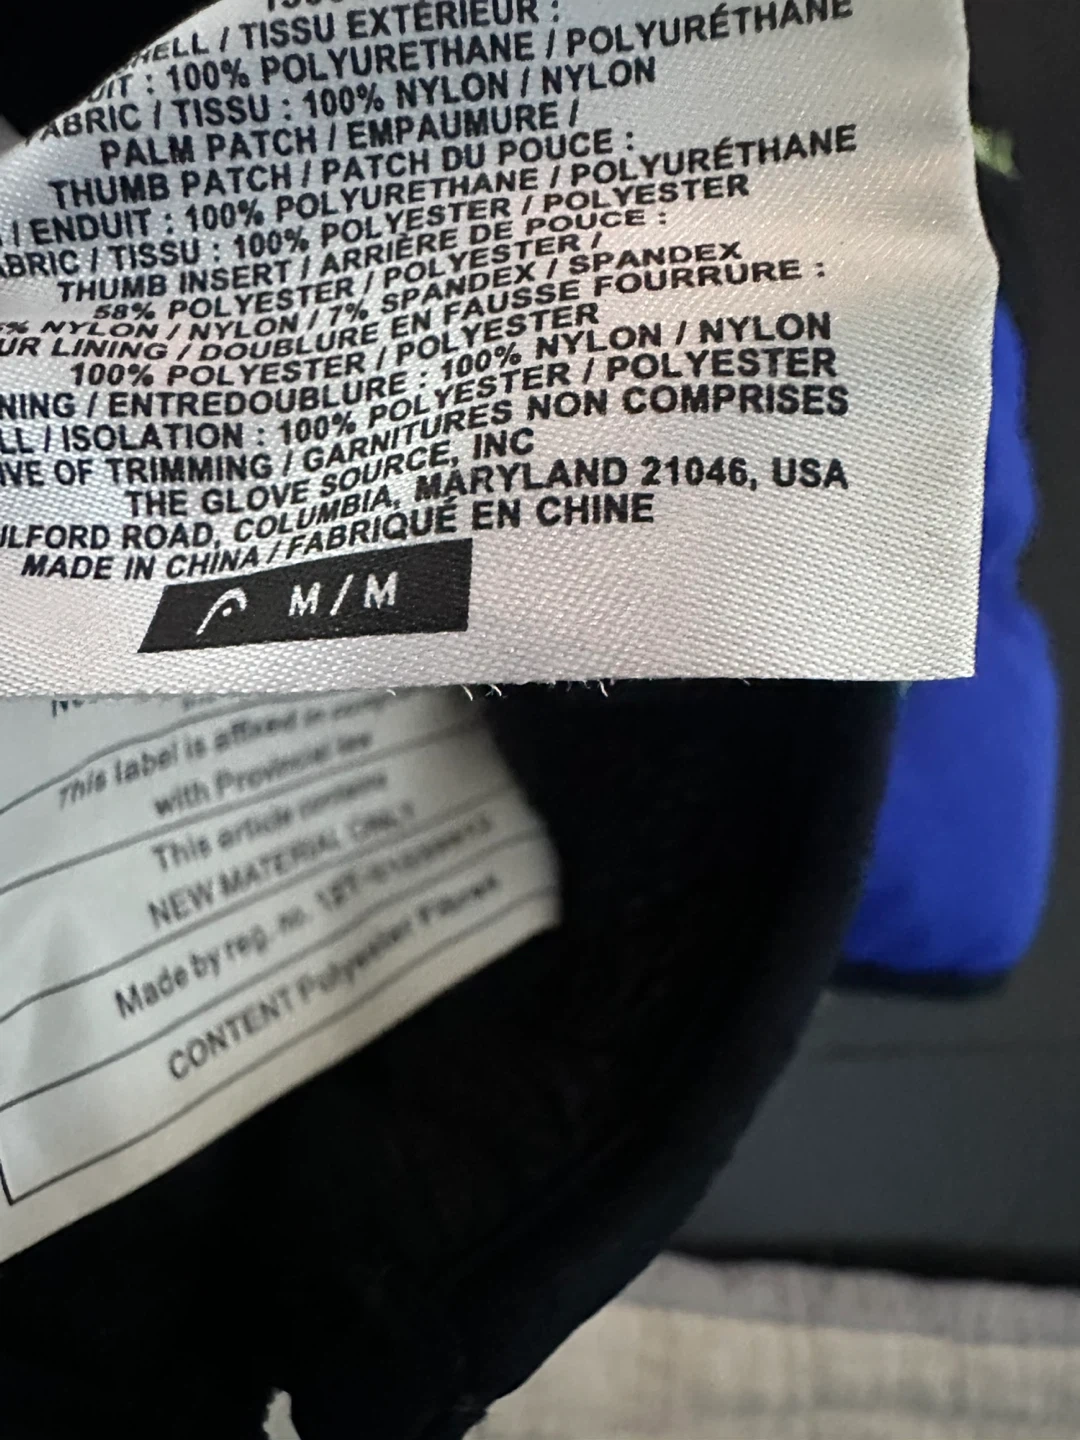 HELL / TISSU EXTÉRIEUR :
UIT : 100% POLYURETHANE / POLYURÉTHANE
ABRIC / TISSU : 100% NYLON / NYLON
PALM PATCH / EMPAUMURE /
THUMB PATCH / PATCH DU POUCE :
/ ENDUIT : 100% POLYURETHANE / POLYURÉTHANE
ABRIC / TISSU : 100% POLYESTER / POLYESTER
THUMB INSERT / ARRIÈRE DE POUCE :
58% POLYESTER / POLYESTER /
% NYLON / NYLON / 7% SPANDEX / SPANDEX
UR LINING / DOUBLURE EN FAUSSE FOURRURE :
100% POLYESTER / POLYESTER
NING / ENTREDOUBLURE : 100% NYLON / NYLON
LL / ISOLATION : 100% POLYESTER / POLYESTER
IVE OF TRIMMING / GARNITURES NON COMPRISES
THE GLOVE SOURCE, INC
ILFORD ROAD, COLUMBIA, MARYLAND 21046, USA
MADE IN CHINA / FABRIQUÉ EN CHINE
M / M
This label is affixed in
with Provincial law
This article contains
NEW MATERIAL ONLY
Made by reg. no.
CONTENT Polyester Fibres